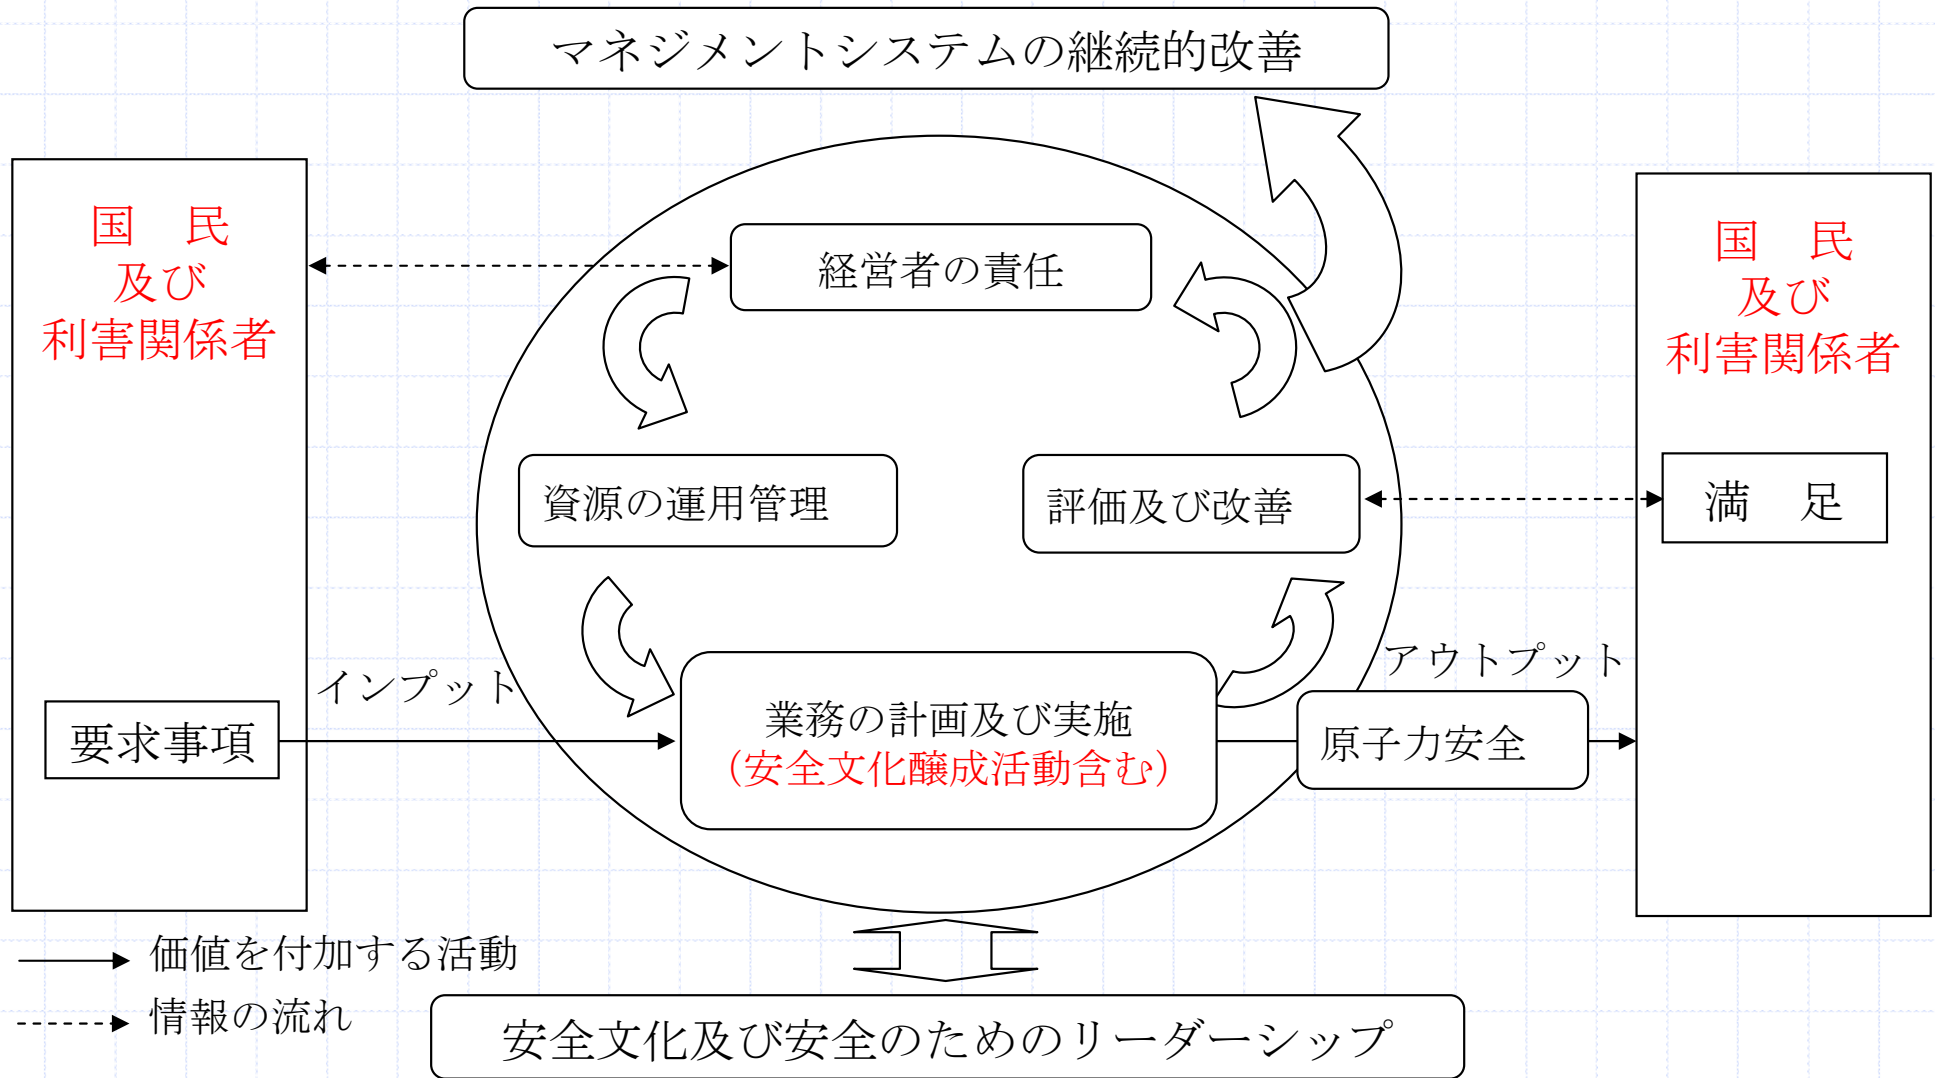 マネジメントシステムの継続的改善
国　民
及び
利害関係者
要求事項
インプット
経営者の責任
資源の運用管理
評価及び改善
業務の計画及び実施
(安全文化醸成活動含む)
アウトプット
原子力安全
国　民
及び
利害関係者
満　足
価値を付加する活動
情報の流れ
安全文化及び安全のためのリーダーシップ